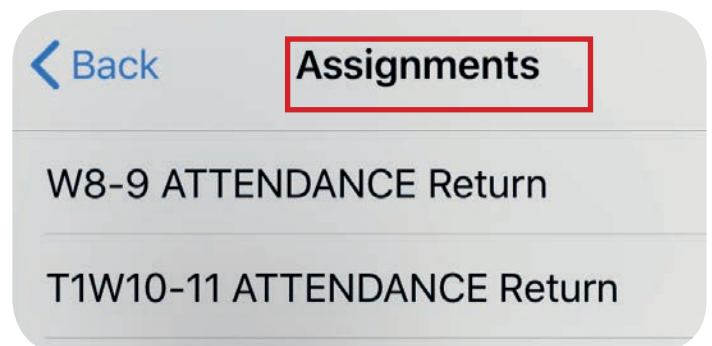 Back
Assignments
W8-9 ATTENDANCE Return
T1W10-11 ATTENDANCE Return